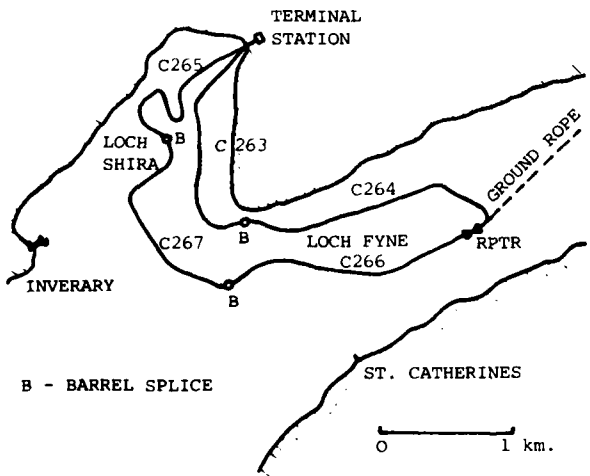 TERMINAL
STATION
C265
B
LOCH
SHIRA
C263
C264
GROUND ROPE
B
C267
LOCH FYNE
RPTR
C266
INVERARY
B
ST. CATHERINES
B - BARREL SPLICE
0 1 km.